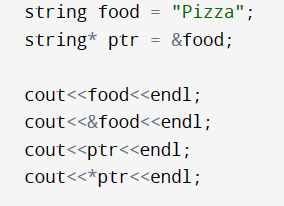 string food = "Pizza";
string* ptr = &food;
cout<<food<<endl;
cout<<&food<<endl;
cout<<ptr<<endl;
cout<<*ptr<<endl;